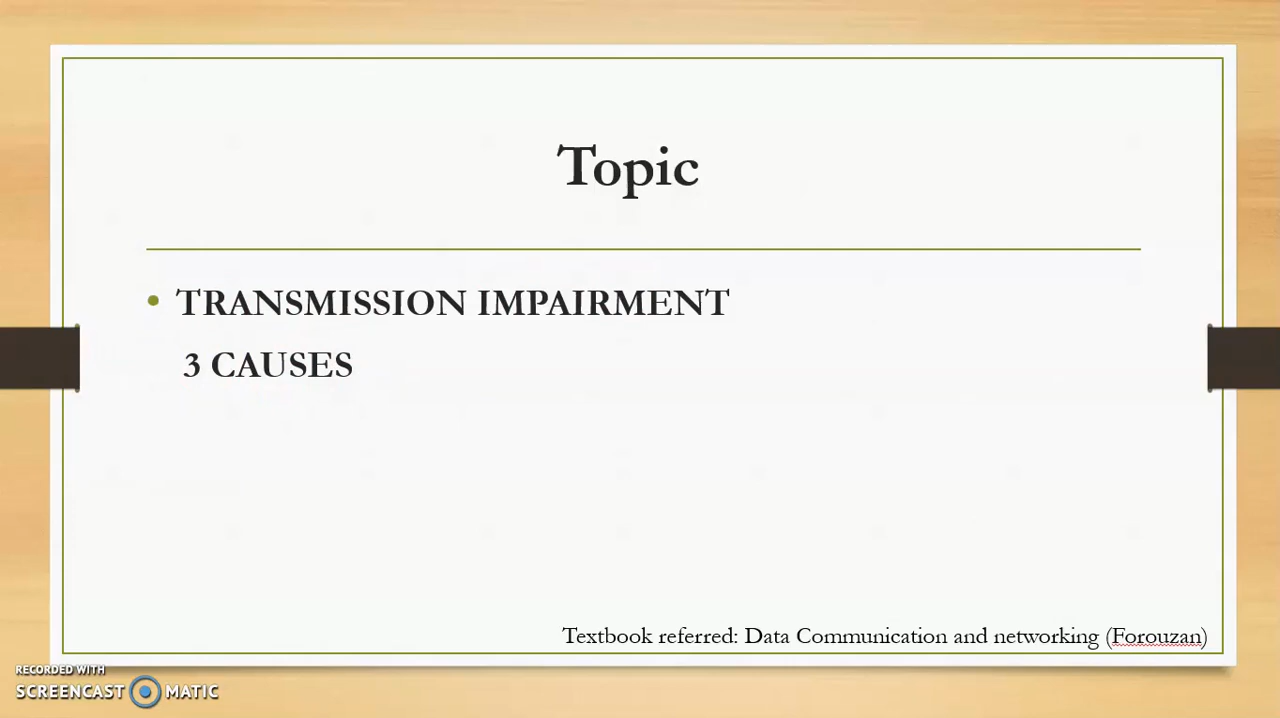 Topic
• TRANSMISSION IMPAIRMENT
3 CAUSES
Textbook referred: Data Communication and networking (Forouzan)
RECORDED WITH
SCREENCAST MATIC